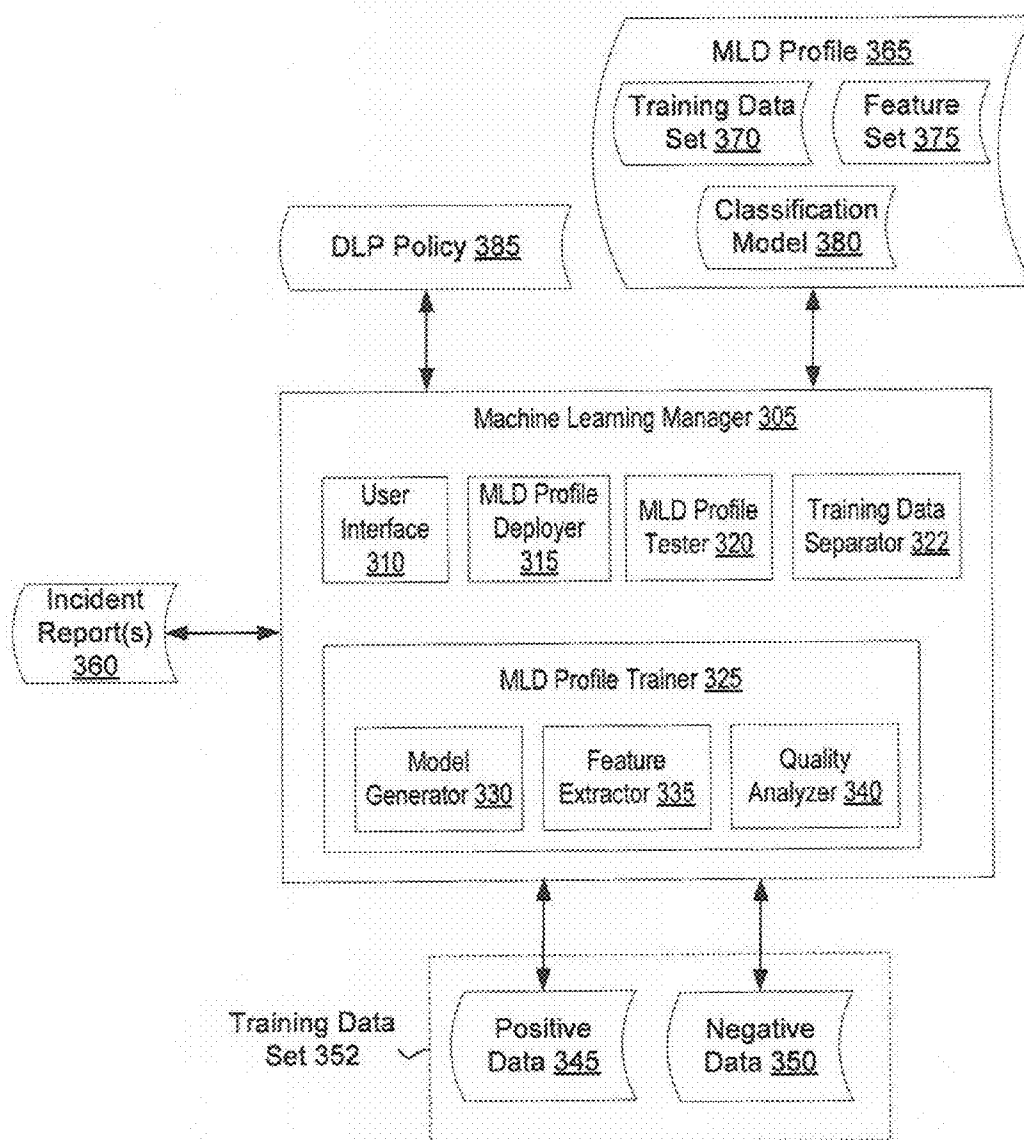 MLD Profile 365
Training Data
Set 370
Feature
Set 375
Classification
Model 380
DLP Policy 385
Machine Learning Manager 305
User
Interface
310
MLD Profile
Deployer
315
MLD Profile
Tester 320
Training Data
Separator 322
Incident
Report(s)
360
MLD Profile Trainer 325
Model
Generator 330
Feature
Extractor 335
Quality
Analyzer 340
Training Data
Set 352
Positive
Data 345
Negative
Data 350